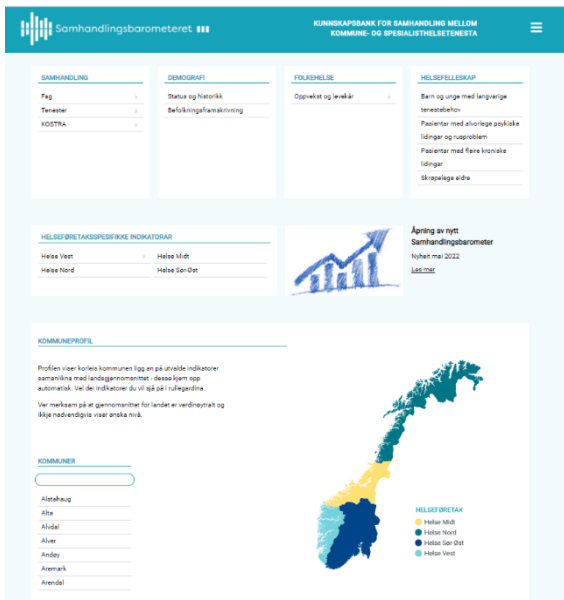 Samhandlingsbarometeret
KUNNSKAPSBANK FOR SAMHANDLING MELLOM
KOMMUNE- OG SPESIALISTHELSETENESTA
SAMHANDLING
Fag
Tenester
KOSTRA
DEMOGRAFI
Status og historikk
Befolkningsframskrivning
FOLKEHELSE
Oppvekst og levekår
HELSEFELLESKAP
Barn og unge med langvarige
tenestebehov
Pasientar med alvorlege psykiske
lidingar og rusproblem
Pasientar med fleire kroniske
lidingar
Skrøpelege eldre
HELSEFØRETAKSSPESIFIKKE INDIKATORAR
Helse Vest
Helse Midt
Helse Nord
Helse Sør-Øst
Åpning av nytt
Samhandlingsbarometer
Nyheit mai 2022
Les mer
KOMMUNEPROFIL
Profilen viser korleis kommunen ligg an på utvalde indikatorer
samanlikna med landsgjennomsnittet - desse kjem opp
automatisk. Vel dei indikatorer du vil sjå på i rullegardina.
Ver merksam på at gjennomsnittet for landet er verdinøytralt og
ikkje nødvendigvis viser ønska nivå.
KOMMUNER
Alstahaug
Alta
Alvdal
Alver
Andøy
Aremark
Arendal
HELSEFØRETAK
Helse Midt
Helse Nord
Helse Sør-Øst
Helse Vest